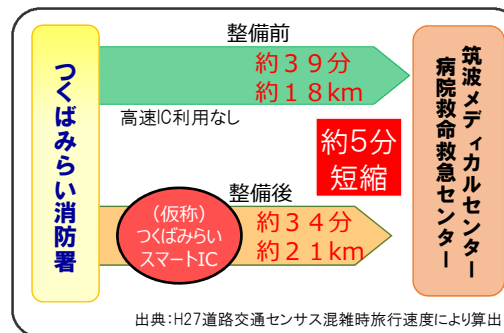 つくばみらい消防署
整備前
約３９分
約１８km
高速IC利用なし
約5分
短縮
整備後
(仮称)
つくばみらい
スマートIC
約３４分
約２１km
筑波メディカルセンター
病院救命救急センター
出典：H27道路交通センサス混雑時旅行速度により算出